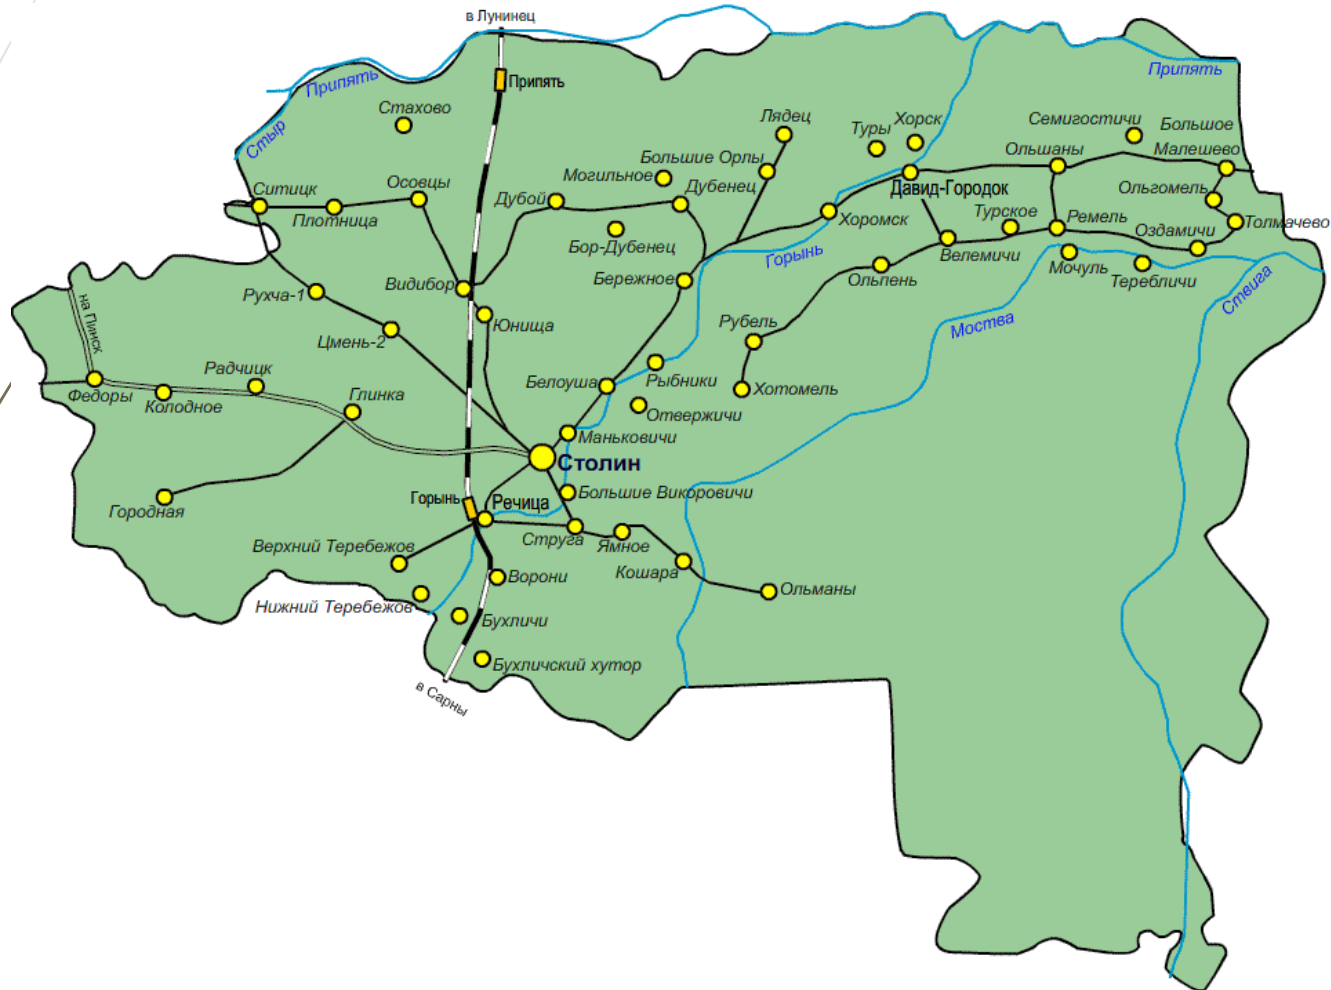 в Лунинец
Припять
Припять
Припять
Стыр
Стахово
Лядец
Туры
Хорск
Семигостичи
Большое
Малешево
Большие Орлы
Ольшаны
Могильное
Дубенец
Давид-Городок
Ольгомель
Ситицк
Осовцы
Дубой
Плотница
Хоромск
Турское
Ремель
Оздамичи
Толмачево
Бор-Дубенец
Горынь
Велемичи
Мочуль
Теребличи
Ствига
Бережное
Ольпень
Видибор
Рухча-1
на Пинск
Юнища
Рубель
Моства
Цмень-2
Радчицк
Глинка
Белоуша
Рыбники
Хотомель
Федоры
Колодное
Отвержичи
Маньковичи
Столин
Горынь
Речица
Большие Викоровичи
Городная
Струга
Ямное
Верхний Теребежов
Кошара
Ворони
Ольманы
Нижний Теребежов
Бухличи
Бухличский хутор
в Сарны